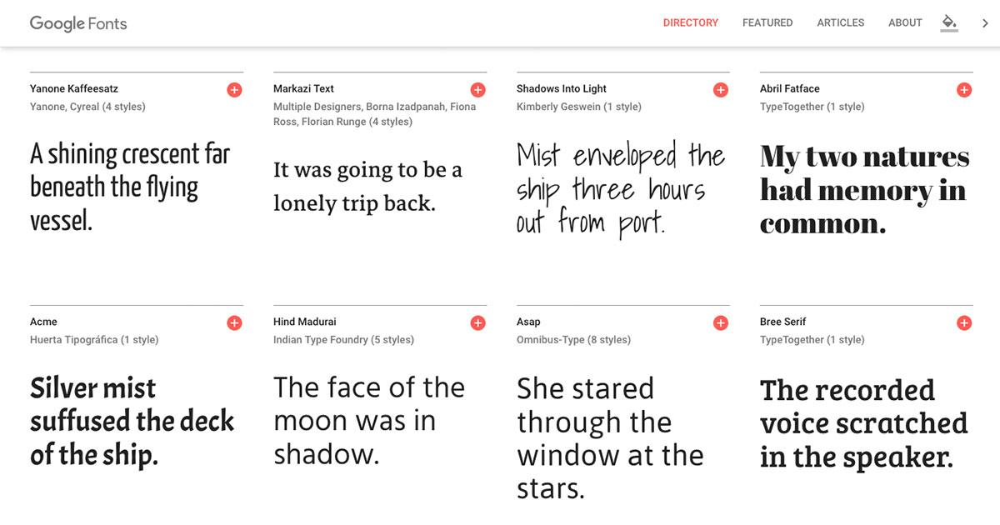 Google Fonts
DIRECTORY
FEATURED
ARTICLES
ABOUT
Yanone Kaffeesatz
Yanone, Cyreal (4 styles)
A shining crescent far
beneath the flying
vessel.
Markazi Text
Multiple Designers, Borna Izadpanah, Fiona
Ross, Florian Runge (4 styles)
It was going to be a
lonely trip back.
Shadows Into Light
Kimberly Geswein (1 style)
Mist enveloped the
ship three hours
out from port.
Abril Fatface
TypeTogether (1 style)
My two natures
had memory in
common.
Acme
Huerta Tipográfica (1 style)
Silver mist
suffused the deck
of the ship.
Hind Madurai
Indian Type Foundry (5 styles)
The face of the
moon was in
shadow.
Asap
Omnibus-Type (8 styles)
She stared
through the
window at the
stars.
Bree Serif
TypeTogether (1 style)
The recorded
voice scratched
in the speaker.